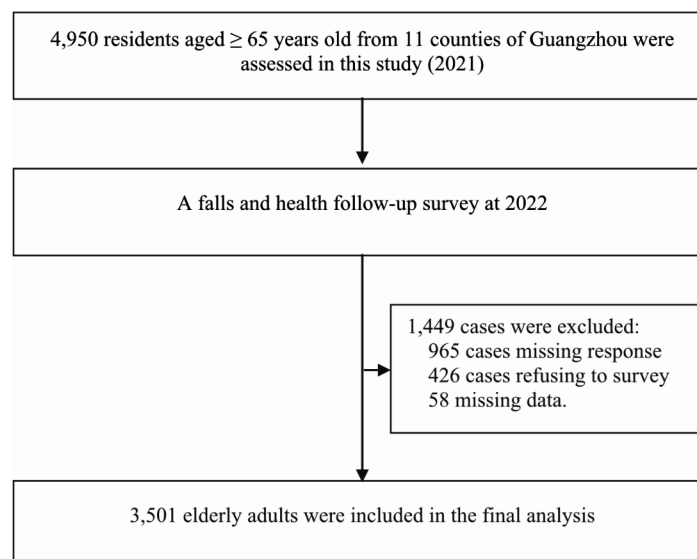 4,950 residents aged ≥ 65 years old from 11 counties of Guangzhou were
assessed in this study (2021)
A falls and health follow-up survey at 2022
1,449 cases were excluded:
965 cases missing response
426 cases refusing to survey
58 missing data.
3,501 elderly adults were included in the final analysis